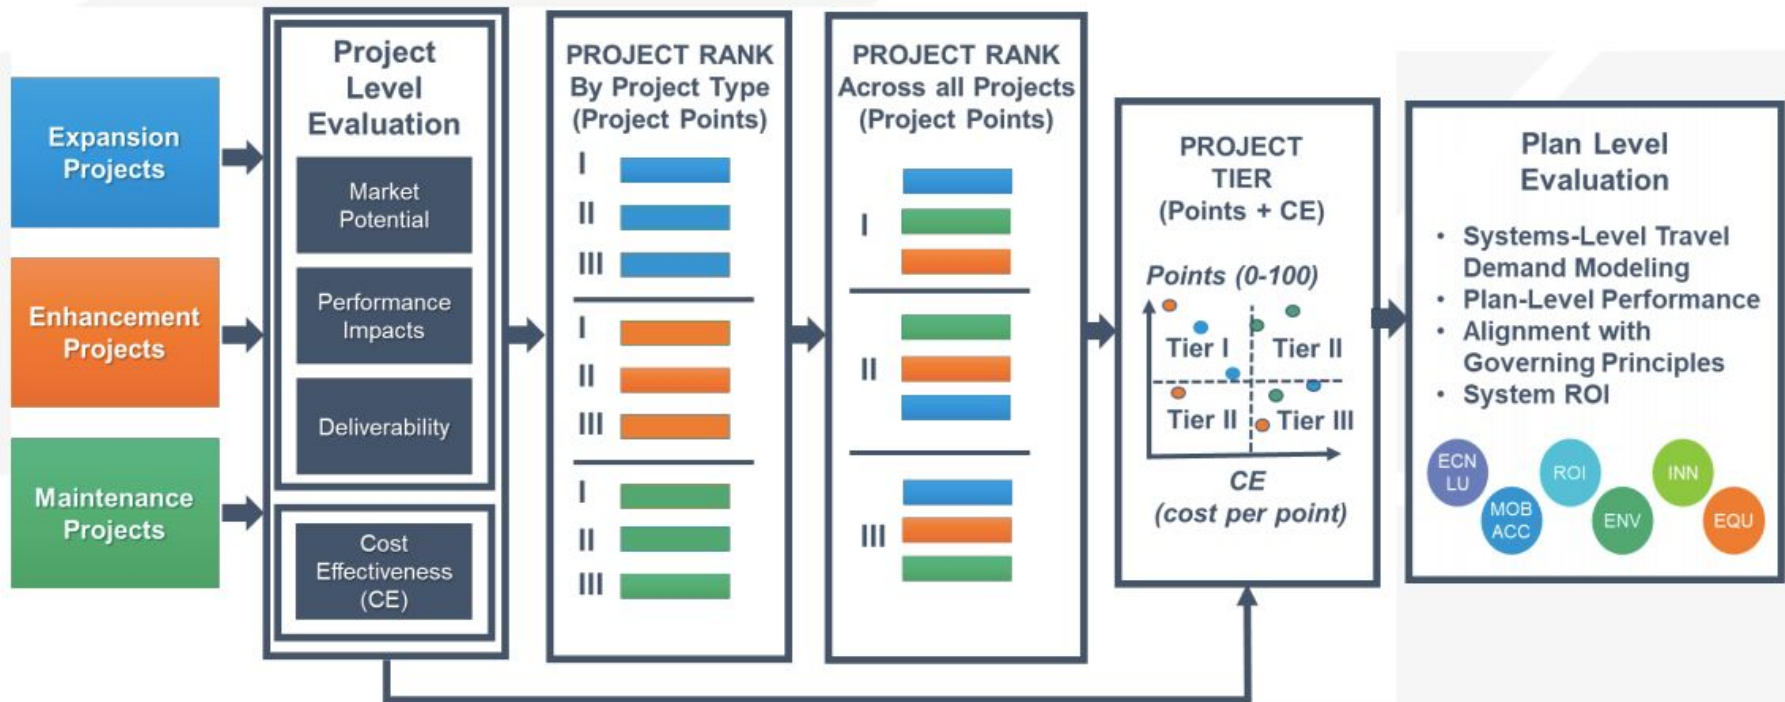 Expansion
Projects
Enhancement
Projects
Maintenance
Projects
Project
Level
Evaluation
Market
Potential
Performance
Impacts
Deliverability
Cost
Effectiveness
(CE)
PROJECT RANK
By Project Type
(Project Points)
I
II
III
I
II
III
I
II
III
PROJECT RANK
Across all Projects
(Project Points)
I
II
III
PROJECT
TIER
(Points + CE)
Points (0-100)
Tier I
Tier II
Tier II
Tier III
CE
(cost per point)
Plan Level
Evaluation
• Systems-Level Travel
Demand Modeling
• Plan-Level Performance
• Alignment with
Governing Principles
• System ROI
ECN
LU
MOB
ACC
ROI
ENV
INN
EQU